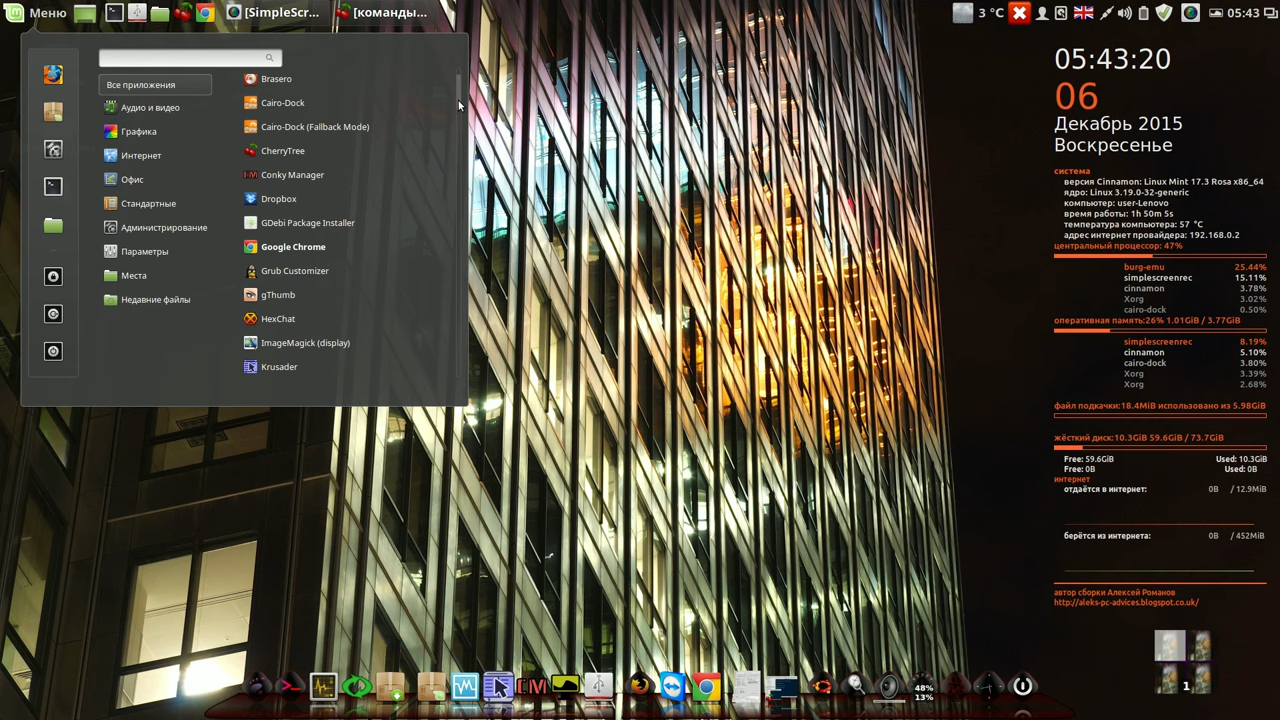 Меню
[SimpleScr...
[команды...
3 °C
05:43
Все приложения
Аудио и видео
Графика
Интернет
Офис
Стандартные
Администрирование
Параметры
Места
Недавние файлы
Brasero
Cairo-Dock
Cairo-Dock (Fallback Mode)
CherryTree
Conky Manager
Dropbox
GDebi Package Installer
Google Chrome
Grub Customizer
gThumb
HexChat
ImageMagick (display)
Krusader
05:43:20
06
Декабрь 2015
Воскресенье
система
версия Cinnamon: Linux Mint 17.3 Rosa x86_64
ядро: Linux 3.19.0-32-generic
компьютер: user-Lenovo
время работы: 1h 50m 5s
температура компьютера: 57 °C
адрес интернет провайдера: 192.168.0.2
центральный процессор: 47%
burg-emu 25.44%
simplescreenrec 15.11%
cinnamon 3.78%
Xorg 3.02%
cairo-dock 0.50%
оперативная память:26% 1.01GiB / 3.77GiB
simplescreenrec 8.19%
cinnamon 5.10%
cairo-dock 3.80%
Xorg 3.39%
Xorg 2.68%
файл подкачки:18.4MiB использовано из 5.98GiB
жёсткий диск:10.3GiB 59.6GiB / 73.7GiB
Free: 59.6GiB Used: 10.3GiB
Free: 0B Used: 0B
интернет
отдаётся в интернет: 0B / 12.9MiB
берётся из интернета: 0B / 452MiB
автор сборки Алексей Романов
http://aleks-pc-advices.blogspot.co.uk/
1
48%
13%